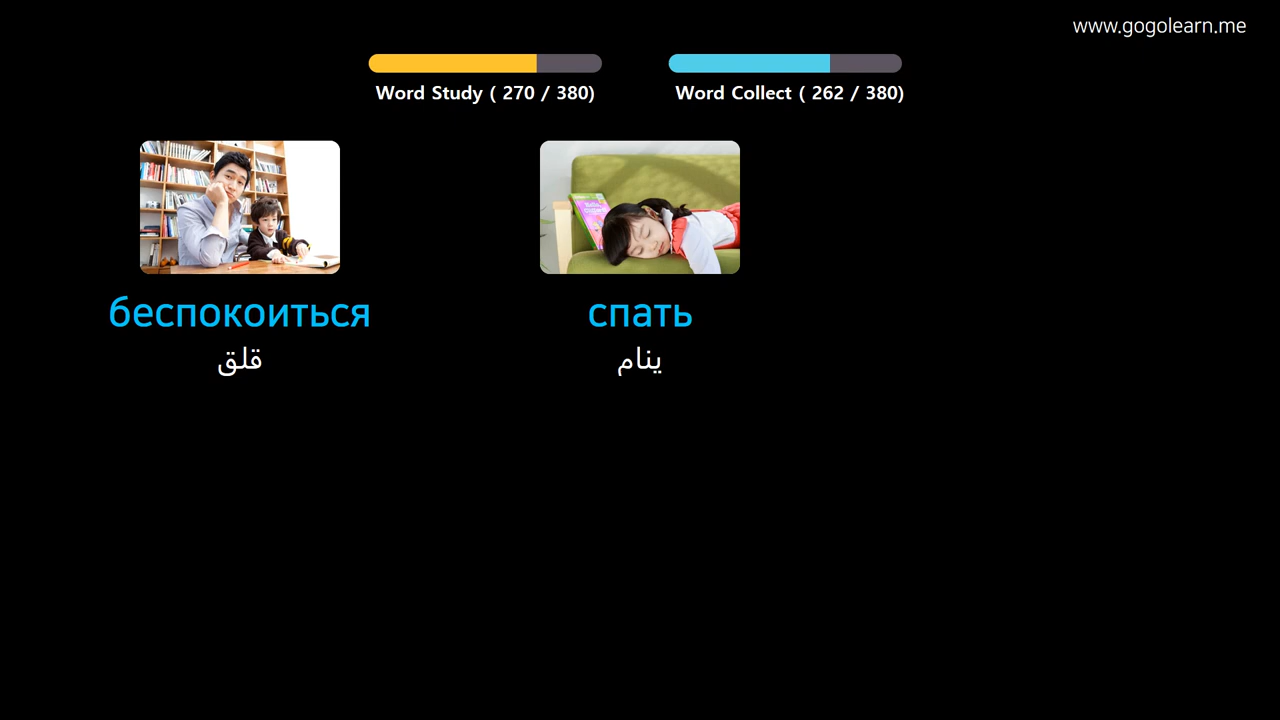 www.gogolearn.me
Word Study ( 270 / 380)
Word Collect ( 262 / 380)
беспокоиться
спать
قلق
ينام